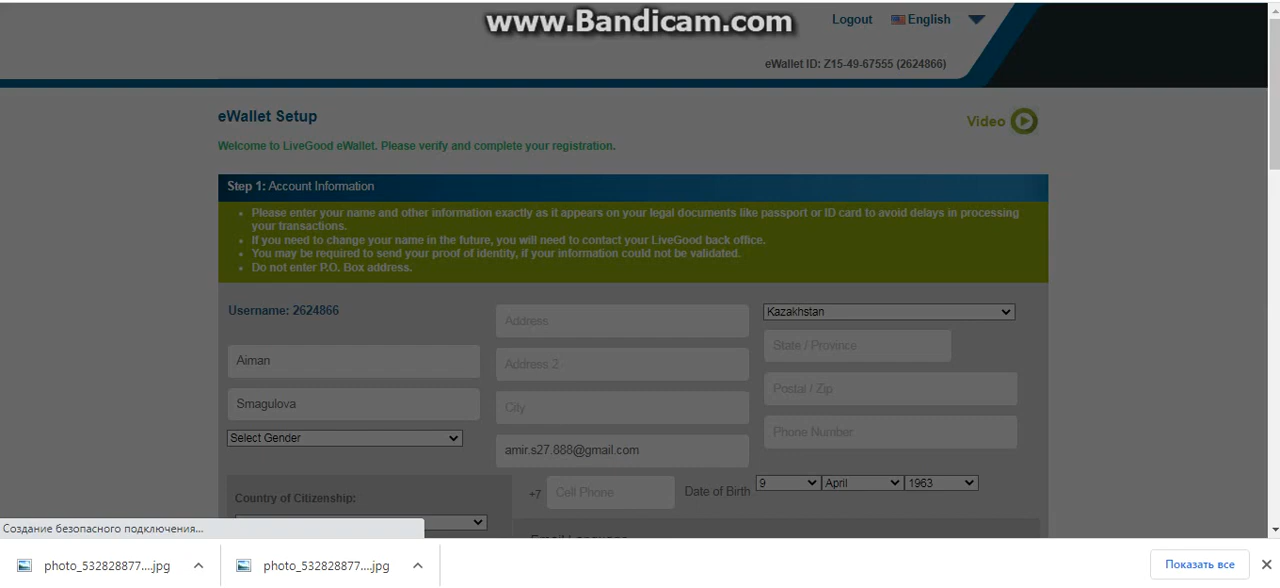 www.Bandicam.com
Logout English
eWallet ID: Z15-49-67555 (2624866)
eWallet Setup
Video
Welcome to LiveGood eWallet. Please verify and complete your registration.
Step 1: Account Information
Please enter your name and other information exactly as it appears on your legal documents like passport or ID card to avoid delays in processing
your transactions.
If you need to change your name in the future, you will need to contact your LiveGood back office.
You may be required to send your proof of identity, if your information could not be validated.
Do not enter P.O. Box address.
Username: 2624866
Address
Kazakhstan
State / Province
Aiman
Address 2
Postal / Zip
Smagulova
City
Phone Number
Select Gender
amir.s27.888@gmail.com
Country of Citizenship:
+7 Cell Phone
Date of Birth 9 April 1963
Email Language
Создание безопасного подключения...
photo_532828877....jpg
photo_532828877....jpg
Показать все